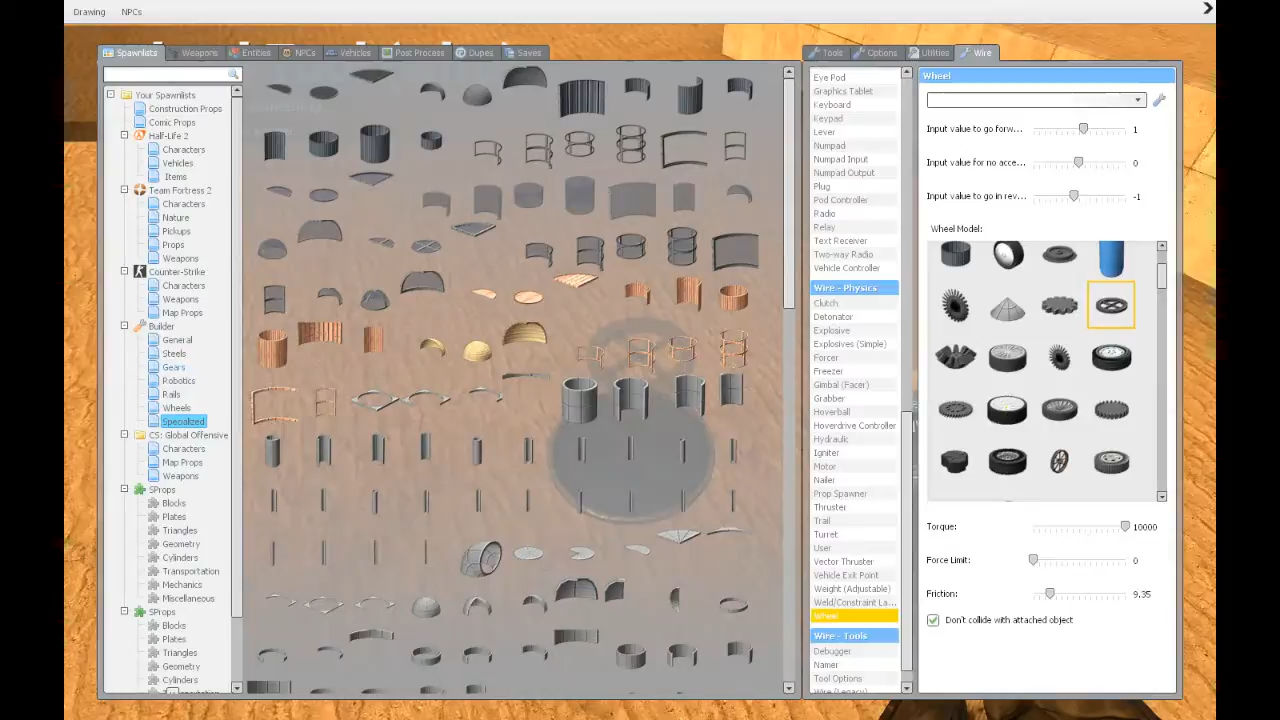 Drawing NPCs
Spawnlists Weapons Entities NPCs Vehicles Post Process Dupes Saves
Your Spawnlists
Construction Props
Comic Props
Half-Life 2
Characters
Vehicles
Items
Team Fortress 2
Characters
Nature
Pickups
Props
Weapons
Counter-Strike
Characters
Weapons
Map Props
Builder
General
Steels
Gears
Robotics
Rails
Wheels
Specialized
CS: Global Offensive
Characters
Map Props
Weapons
SProps
Blocks
Plates
Triangles
Geometry
Cylinders
Transportation
Mechanics
Miscellaneous
SProps
Blocks
Plates
Triangles
Geometry
Cylinders
Tools Options Utilities Wire
Eye Pod
Graphics Tablet
Keyboard
Keypad
Lever
Numpad
Numpad Input
Numpad Output
Plug
Pod Controller
Radio
Relay
Text Receiver
Two-way Radio
Vehicle Controller
Wire - Physics
Clutch
Detonator
Explosive
Explosives (Simple)
Forcer
Freezer
Gimbal (Facer)
Grabber
Hoverball
Hoverdrive Controller
Hydraulic
Igniter
Motor
Nailer
Prop Spawner
Thruster
Trail
Turret
User
Vector Thruster
Vehicle Exit Point
Weight (Adjustable)
Weld/Constraint La...
Wheel
Wire - Tools
Debugger
Namer
Tool Options
Wire (Legacy)
Wheel
Input value to go forw... 1
Input value for no acce... 0
Input value to go in rev... -1
Wheel Model:
Torque: 10000
Force Limit: 0
Friction: 9.35
Don't collide with attached object